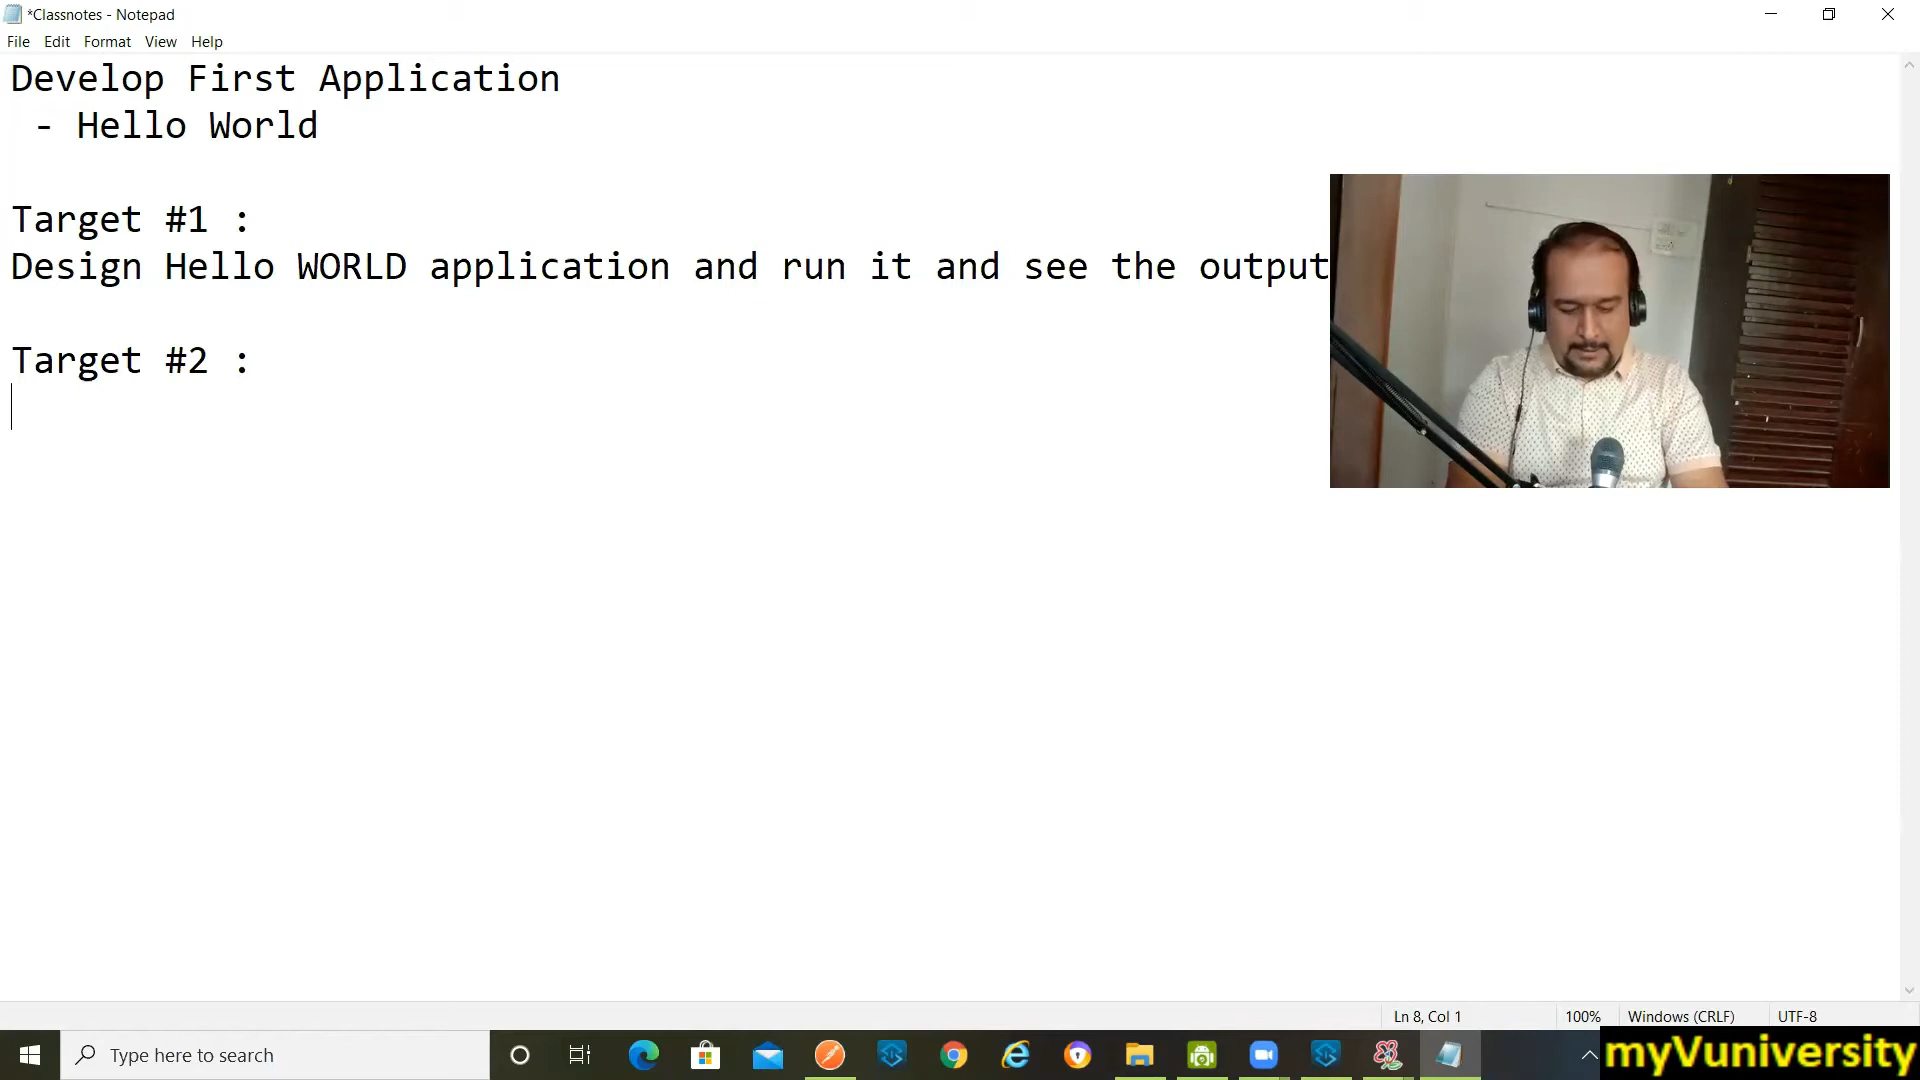 *Classnotes - Notepad
File Edit Format View Help
Develop First Application
- Hello World
Target #1 :
Design Hello WORLD application and run it and see the output
Target #2 :
Ln 8, Col 1 100% Windows (CRLF) UTF-8
Type here to search
myVuniversity